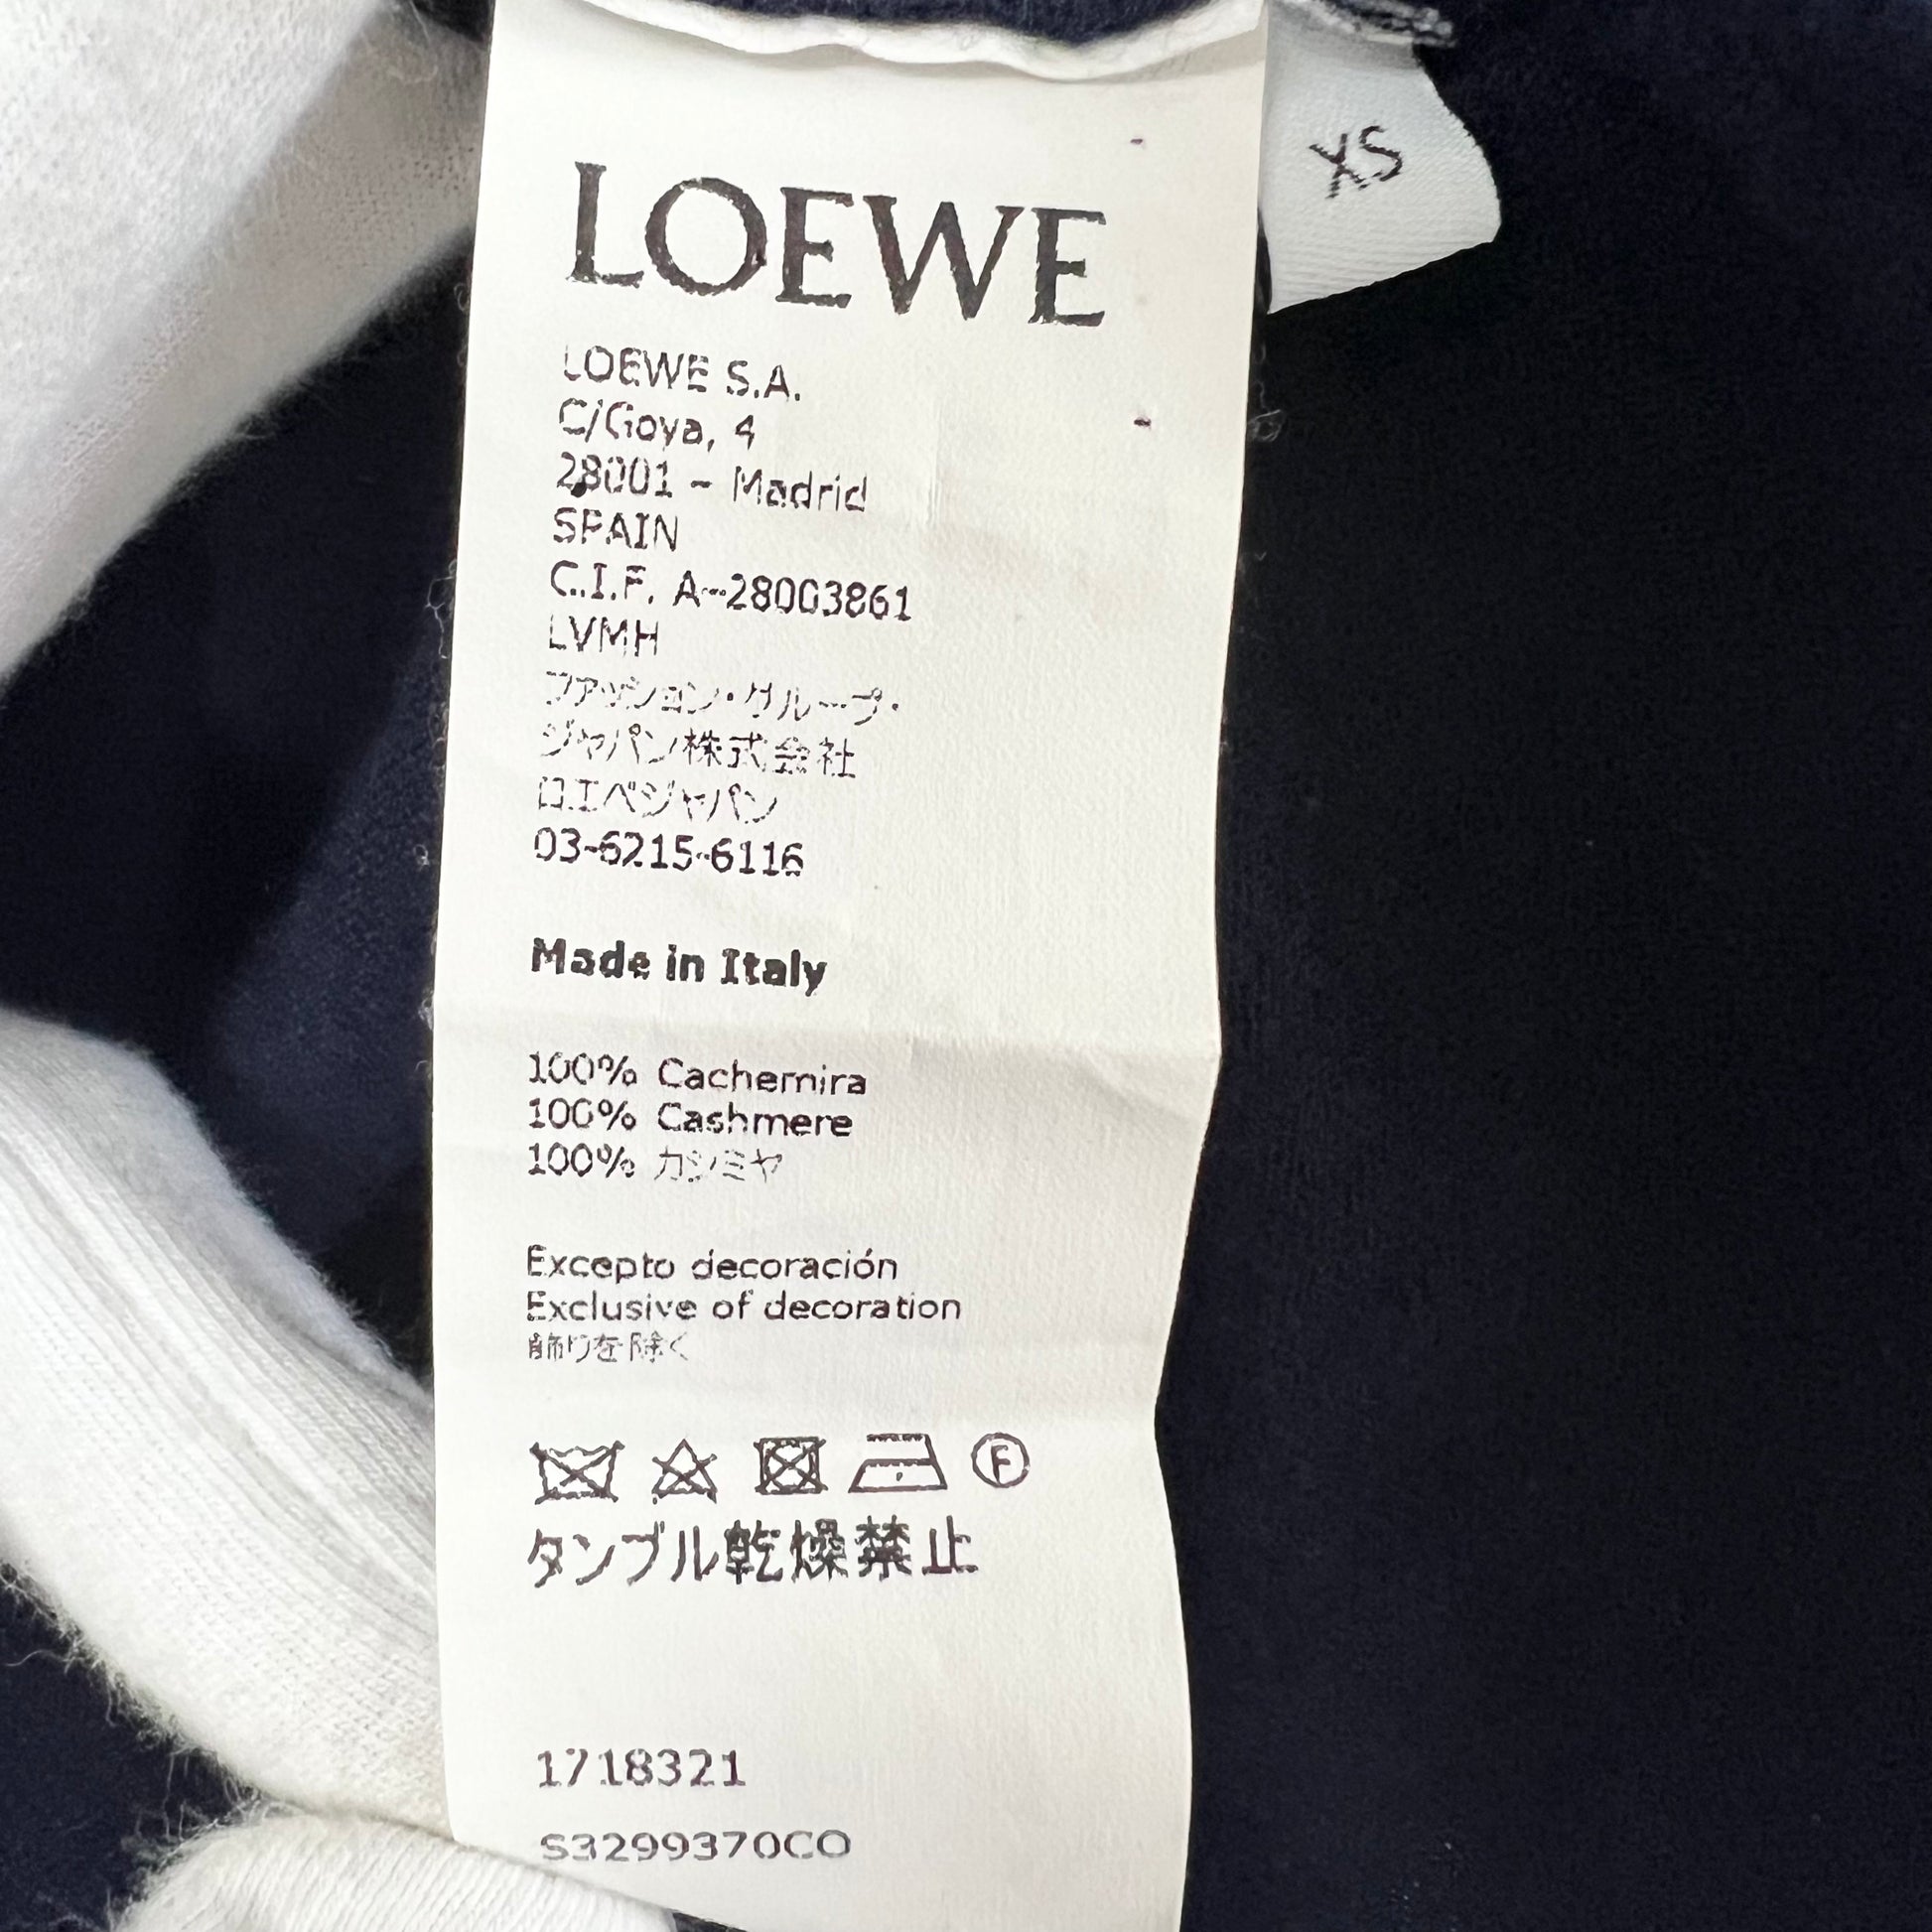 LOEWE
XS
LOEWE S.A.
C/Goya, 4
28001 - Madrid
SPAIN
C.I.F. A-28003861
LVMH
ファッション・グループ・
ジャパン株式会社
ロエベジャパン
03-6215-6116
Made in Italy
100% Cachemira
100% Cashmere
100% カシミヤ
Excepto decoración
Exclusive of decoration
飾りを除く
F
タンブル乾燥禁止
1718321
S3299370CO